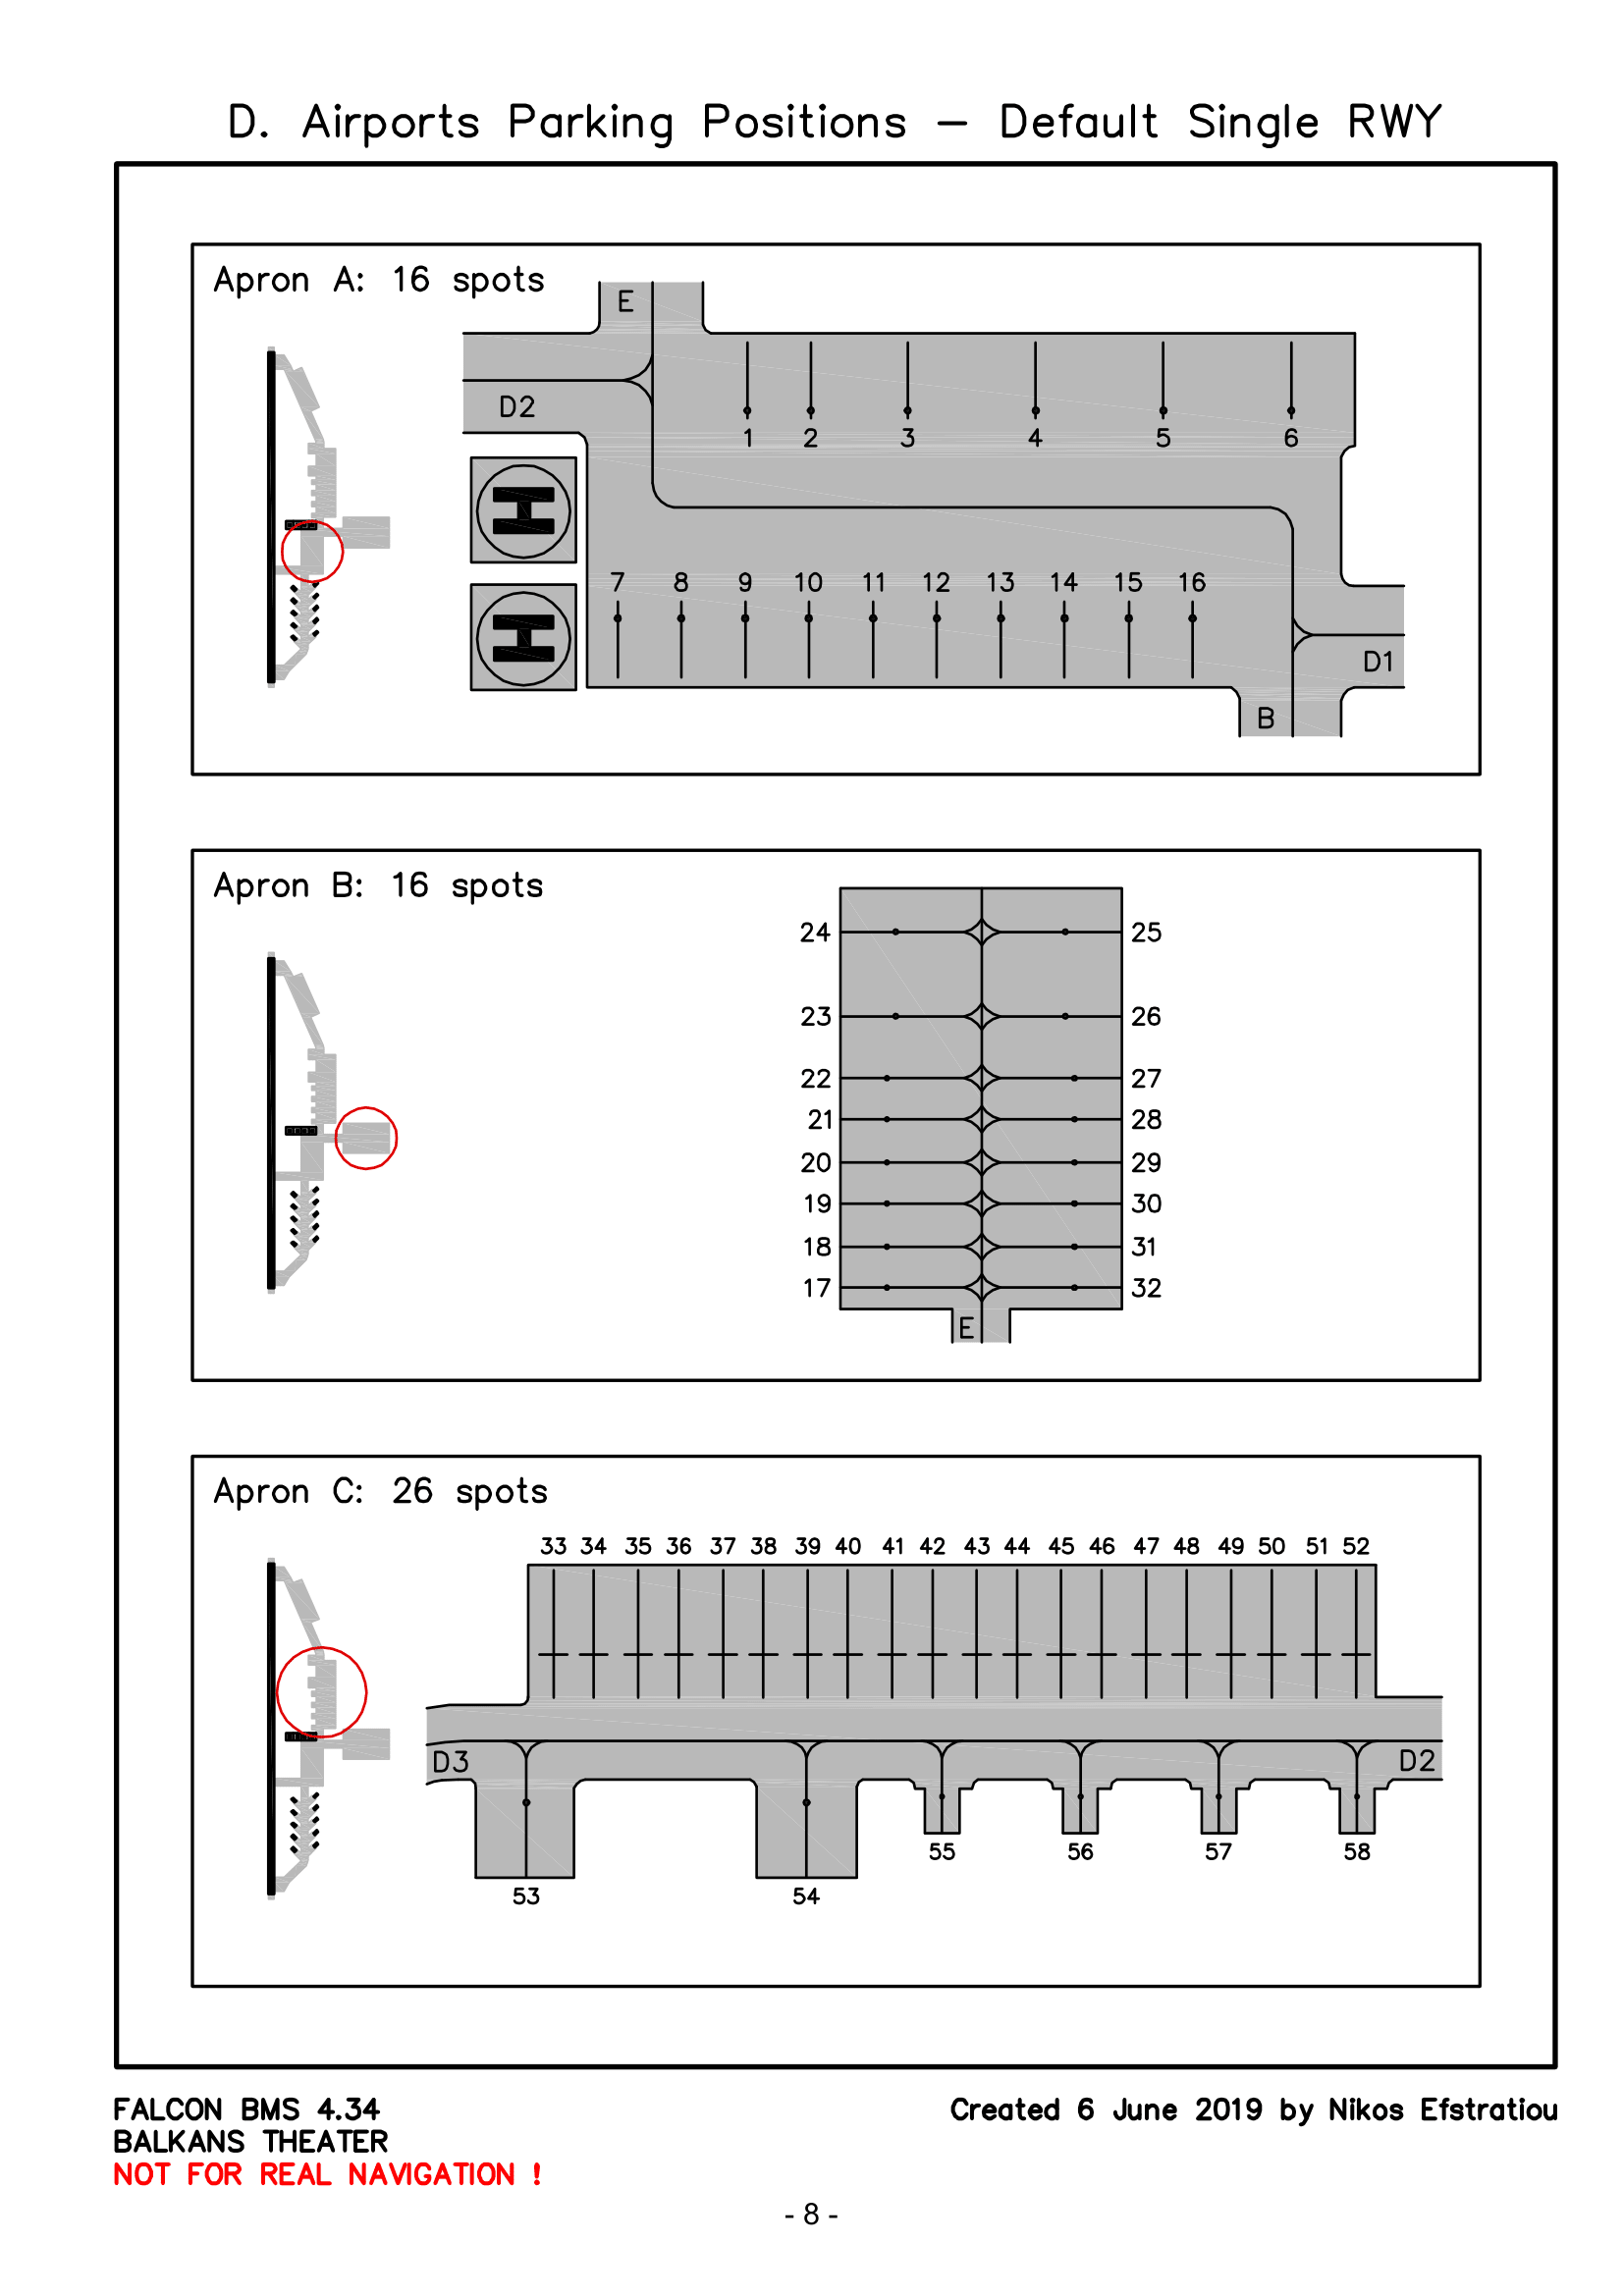 D. Airports Parking Positions – Default Single RWY
Apron A: 16 spots
E
D2
1 2 3 4 5 6
H
7 8 9 10 11 12 13 14 15 16
H
D1
B
Apron B: 16 spots
24 25
23 26
22 27
21 28
20 29
19 30
18 31
17 32
E
Apron C: 26 spots
33 34 35 36 37 38 39 40 41 42 43 44 45 46 47 48 49 50 51 52
D3 D2
55 56 57 58
53 54
FALCON BMS 4.34
Created 6 June 2019 by Nikos Efstratiou
BALKANS THEATER
NOT FOR REAL NAVIGATION !
- 8 -